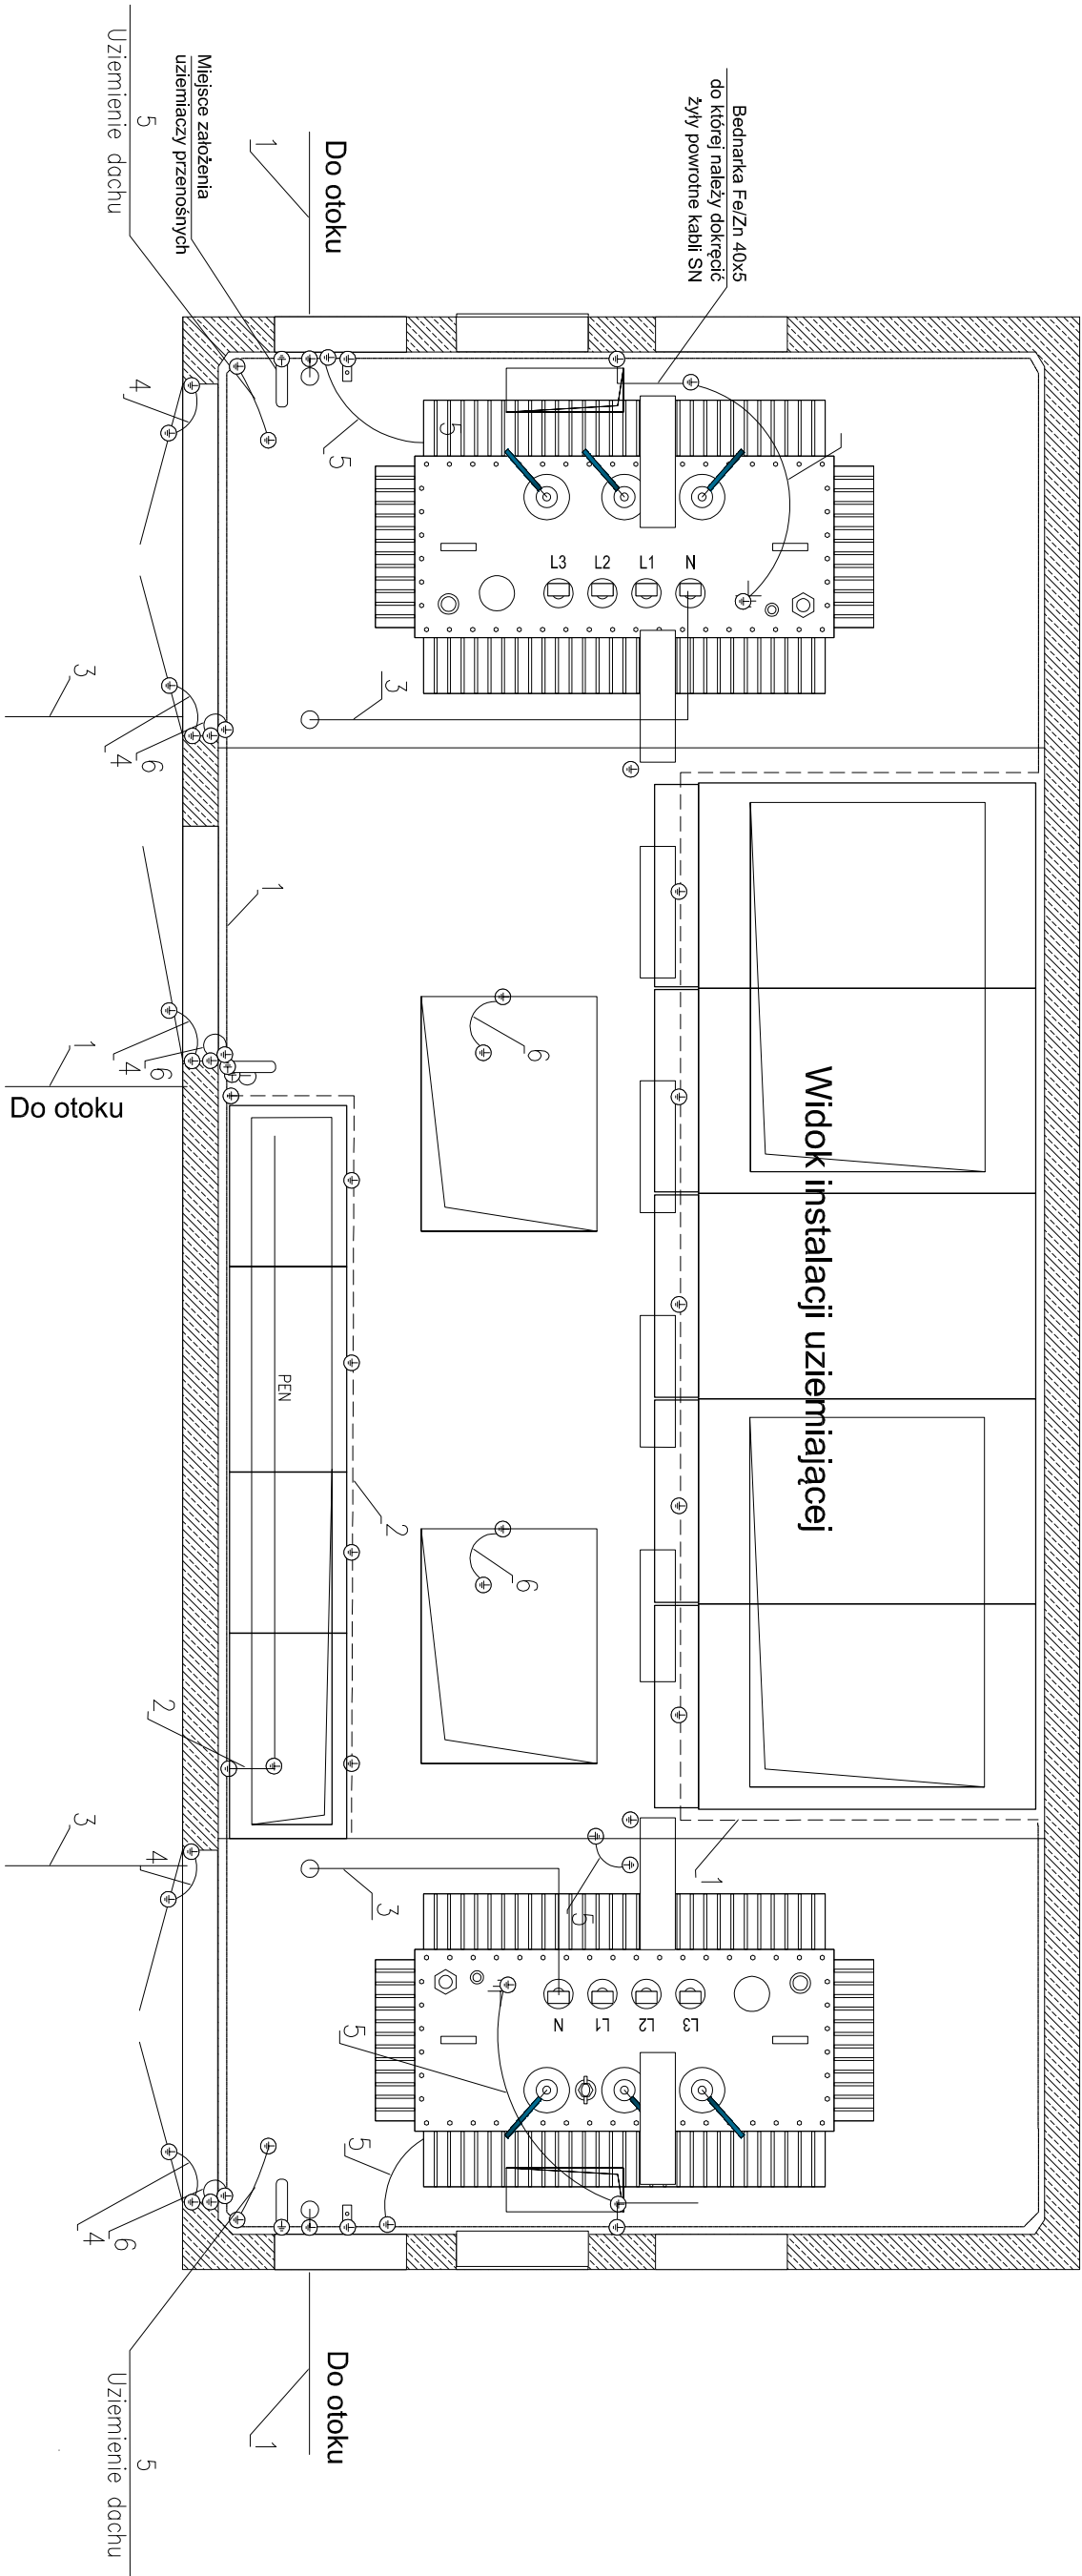 Widok instalacji uziemiającej
Bednarka Fe/Zn 40x5
do której należy dokręcić
żyły powrotne kabli SN
Do otoku
1
Miejsce założenia
uziemiaczy przenośnych
5
Uziemienie dachu
4
5
5
L3
L2
L1
N
3
3
4
6
1
6
6
4
1
Do otoku
PEN
2
6
2
3
4
3
1
5
N
L1
L2
L3
5
5
4
6
Do otoku
1
5
Uziemienie dachu